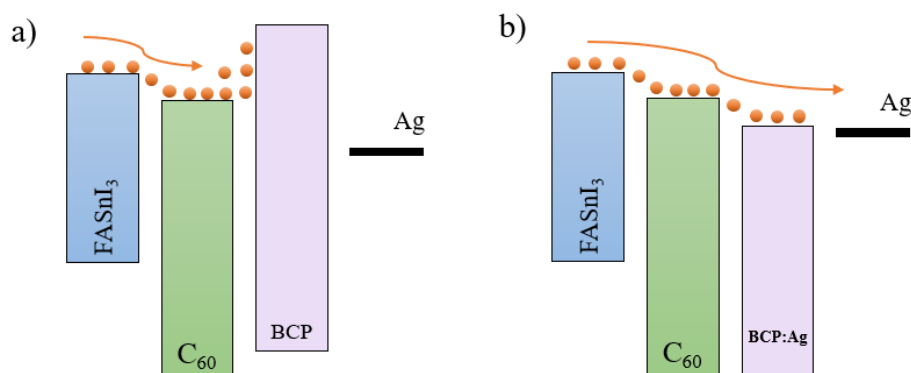 a)
Ag
FASnI₃
C₆₀
BCP
b)
Ag
FASnI₃
C₆₀
BCP:Ag